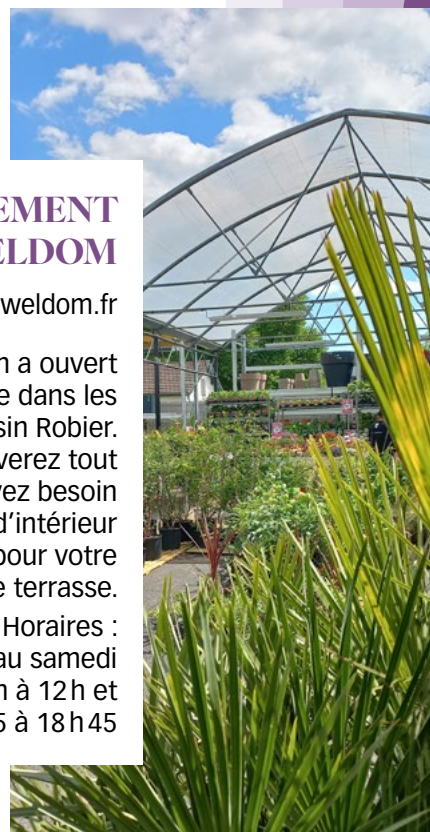 EMENT
ELDOM
weldom.fr
n a ouvert
e dans les
sin Robier.
verez tout
vez besoin
d’intérieur
pour votre
e terrasse.
Horaires :
au samedi
h à 12 h et
5 à 18 h 45